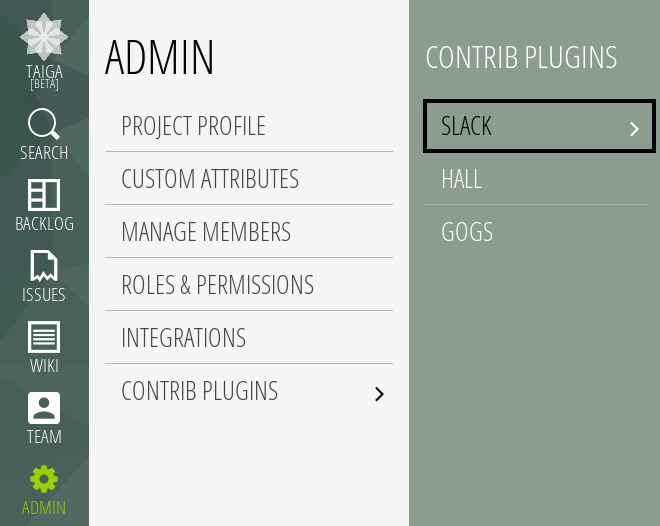 TAIGA
[BETA]
SEARCH
BACKLOG
ISSUES
WIKI
TEAM
ADMIN
ADMIN
PROJECT PROFILE
CUSTOM ATTRIBUTES
MANAGE MEMBERS
ROLES & PERMISSIONS
INTEGRATIONS
CONTRIB PLUGINS
CONTRIB PLUGINS
SLACK
HALL
GOGS